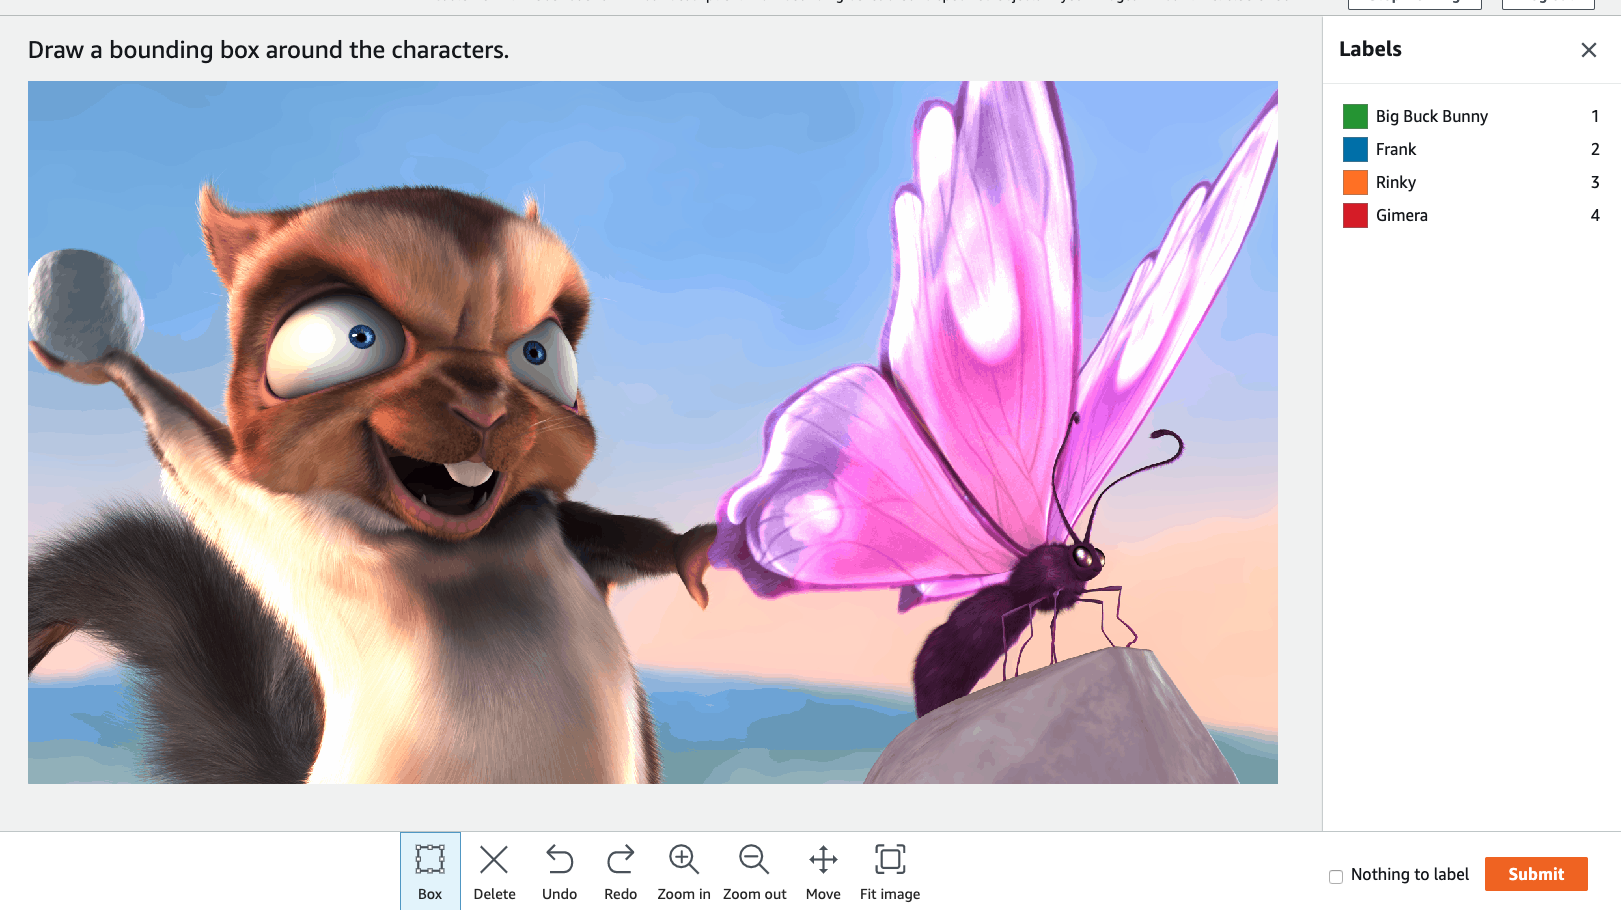 Draw a bounding box around the characters.
Labels
Big Buck Bunny 1
Frank 2
Rinky 3
Gimera 4
Box
Delete
Undo
Redo
Zoom in
Zoom out
Move
Fit image
Nothing to label
Submit